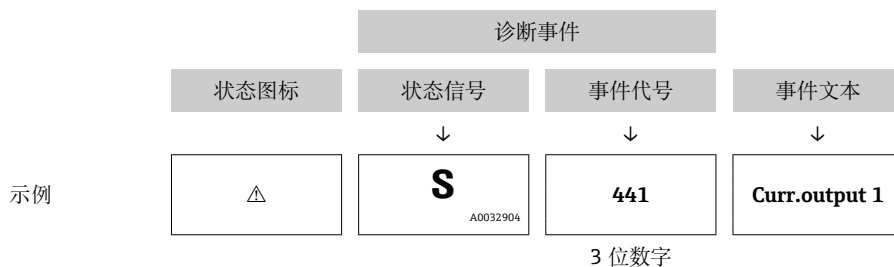 诊断事件
状态图标 状态信号 事件代号 事件文本
↓ ↓ ↓
示例 ⚠ S 441 Curr.output 1
A0032904
3 位数字